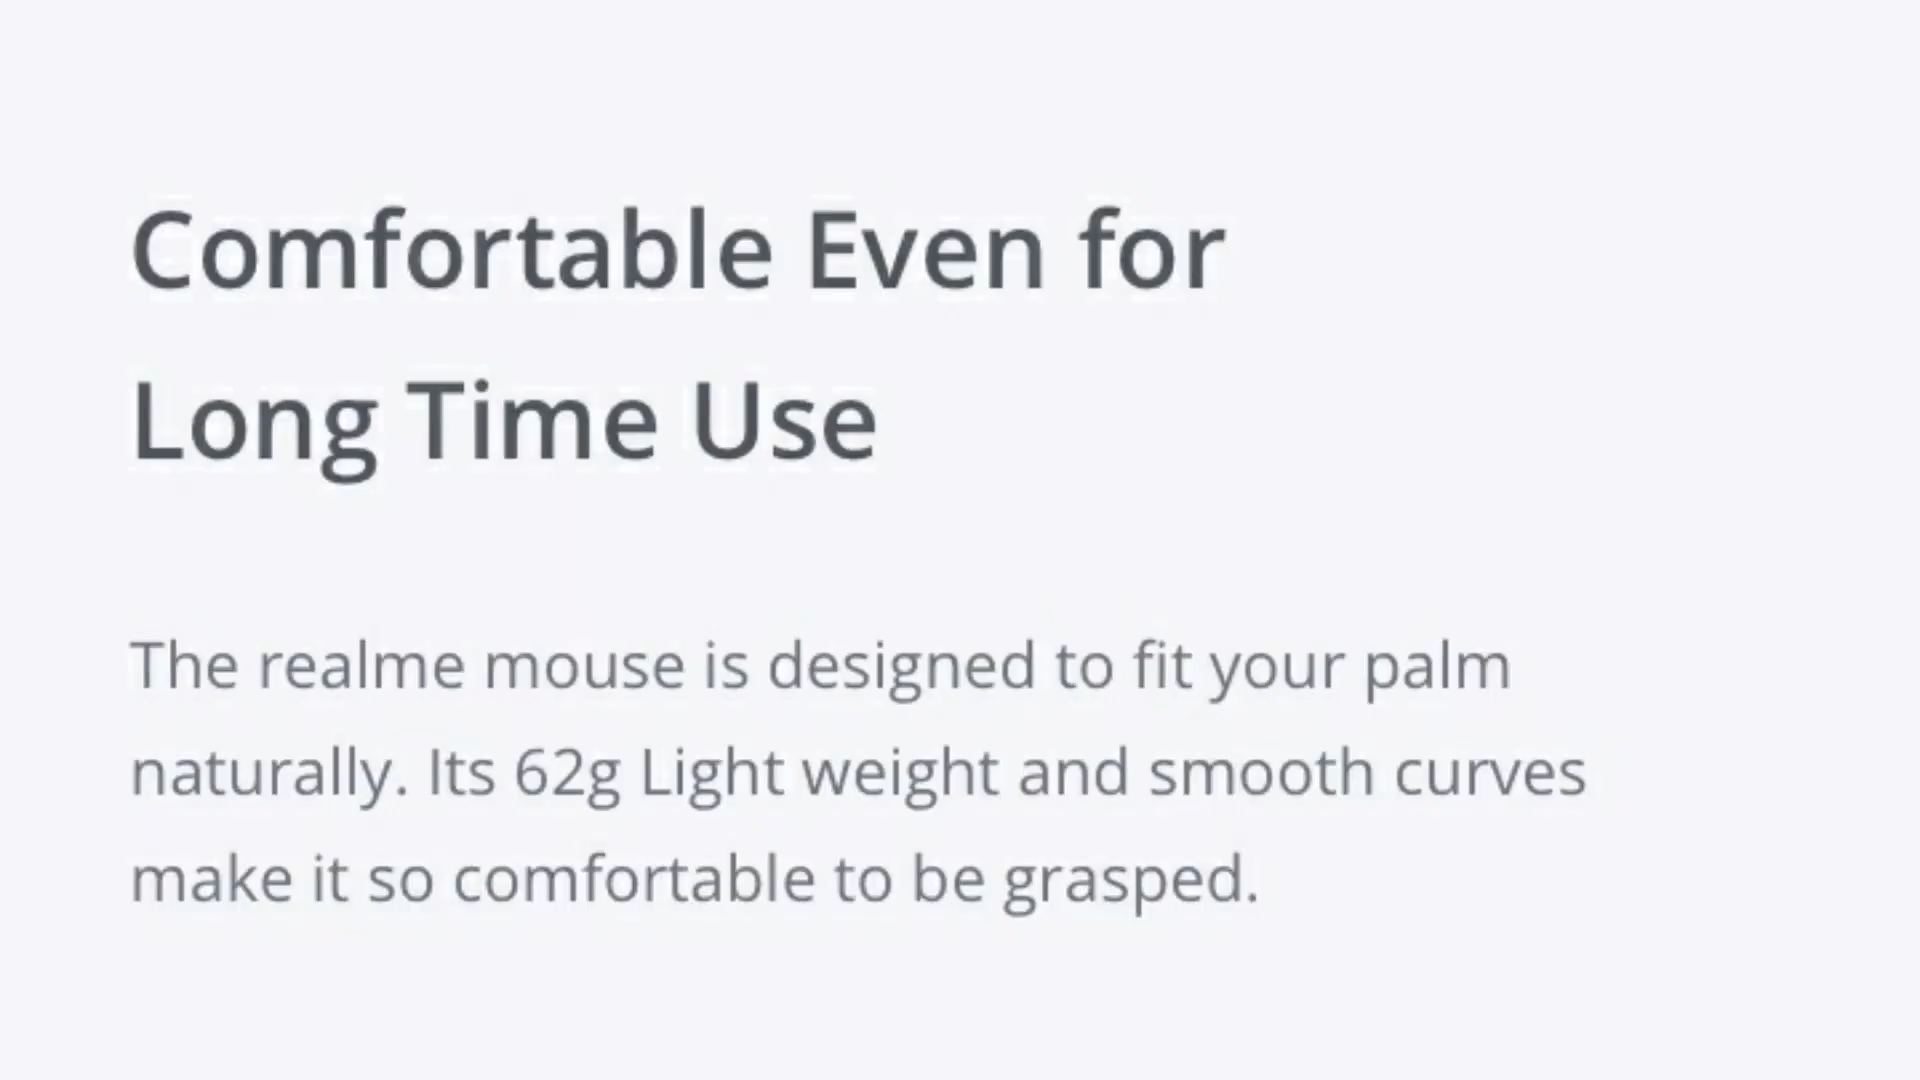 Comfortable Even for
Long Time Use
The realme mouse is designed to fit your palm
naturally. Its 62g Light weight and smooth curves
make it so comfortable to be grasped.